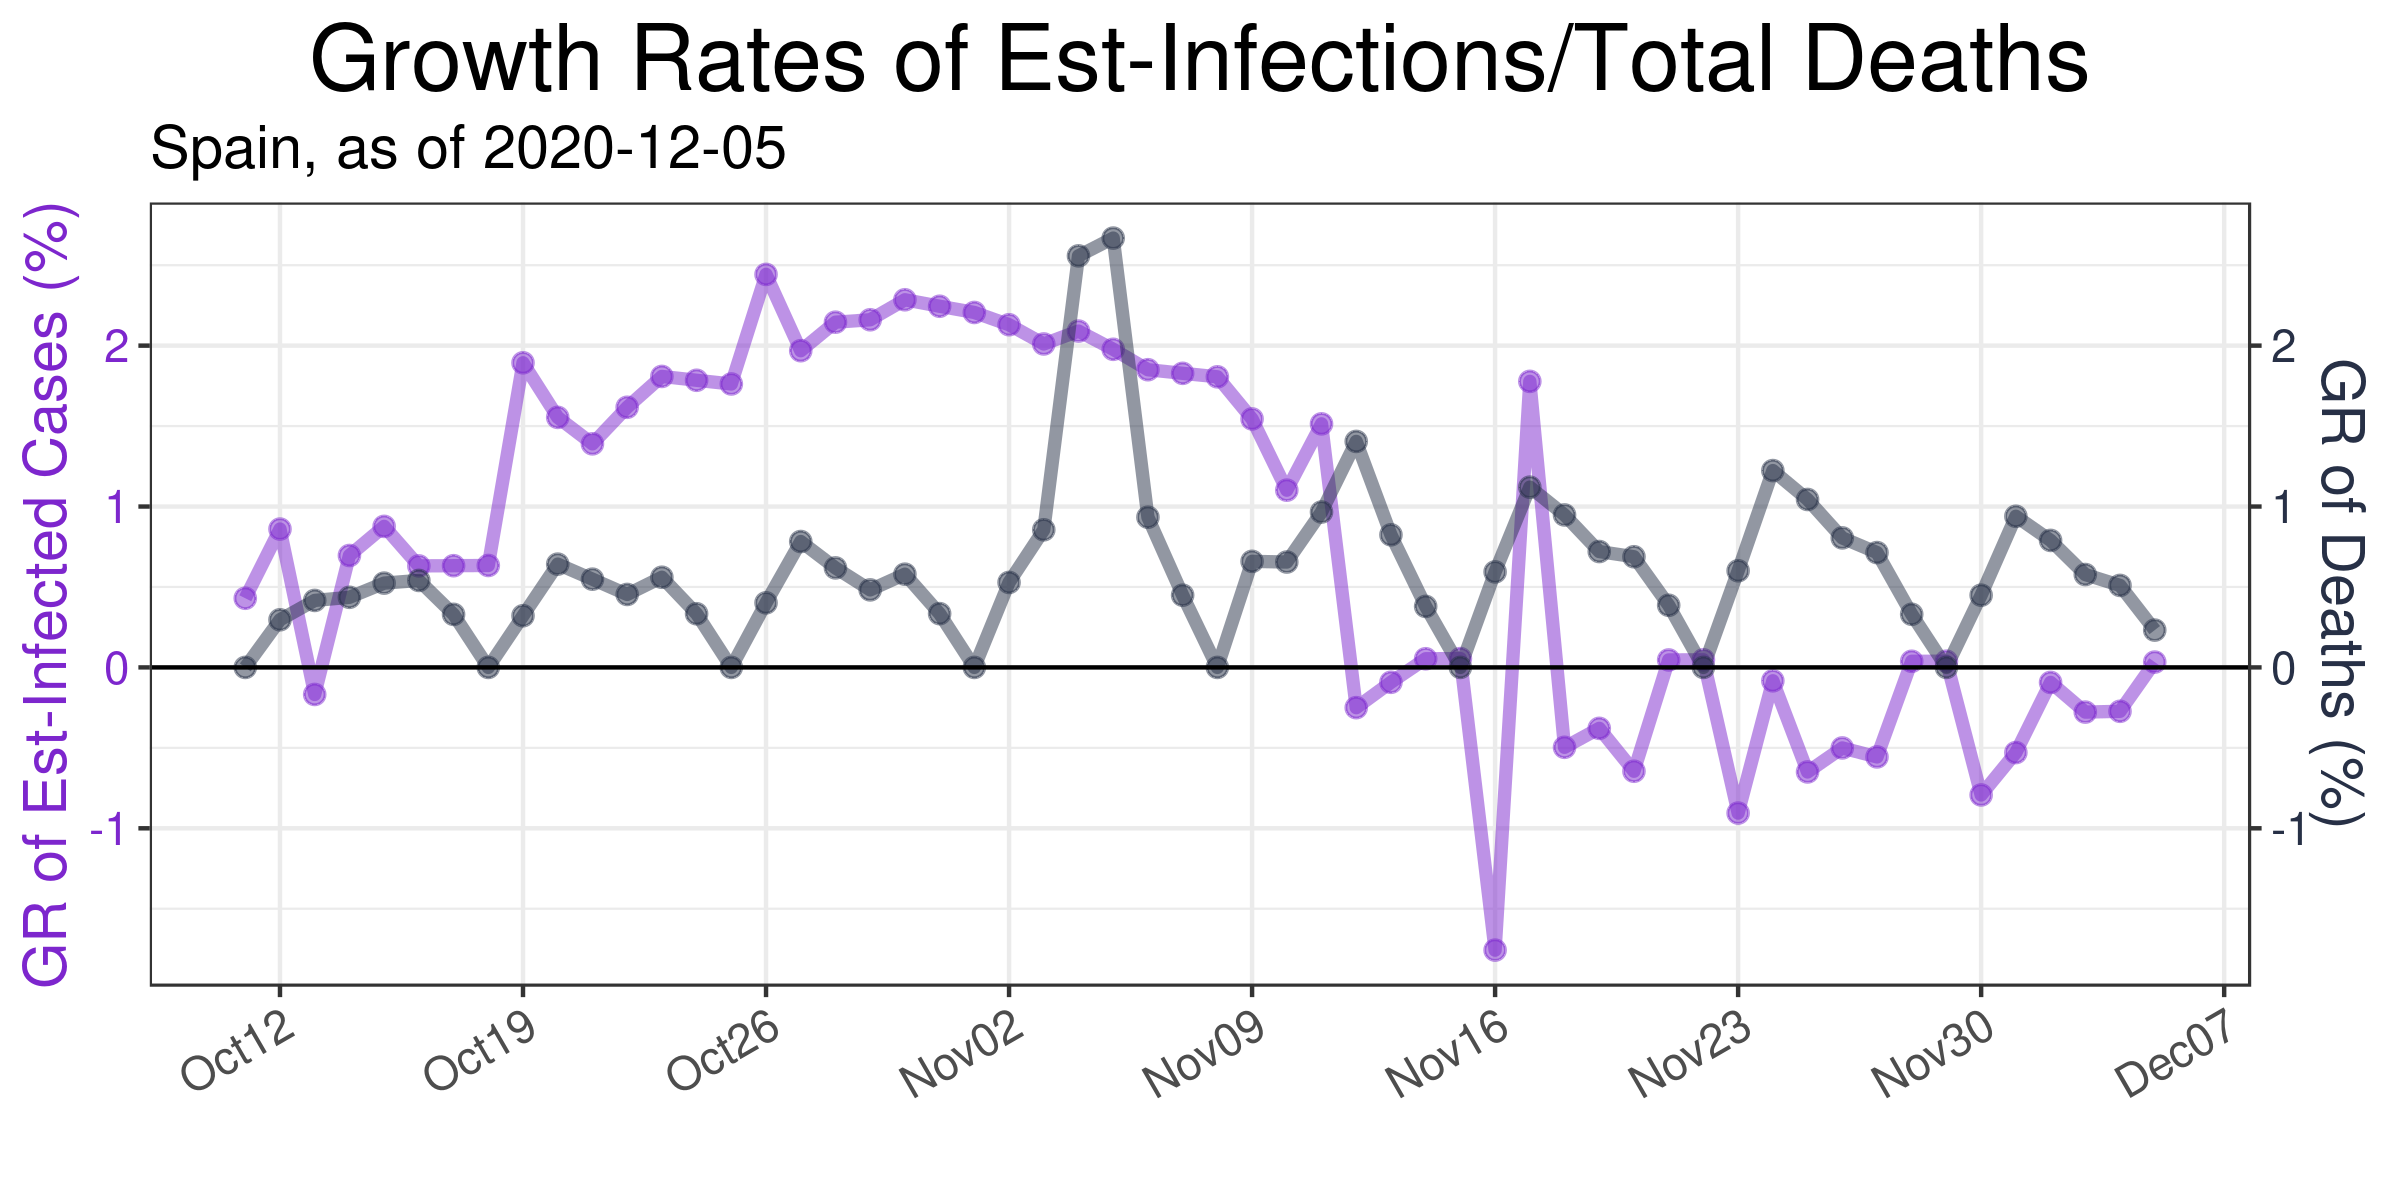 Growth Rates of Est-Infections/Total Deaths
Spain, as of 2020-12-05
GR of Est-Infected Cases (%)
2
1
0
-1
2
1
0
-1
GR of Deaths (%)
Oct12
Oct19
Oct26
Nov02
Nov09
Nov16
Nov23
Nov30
Dec07